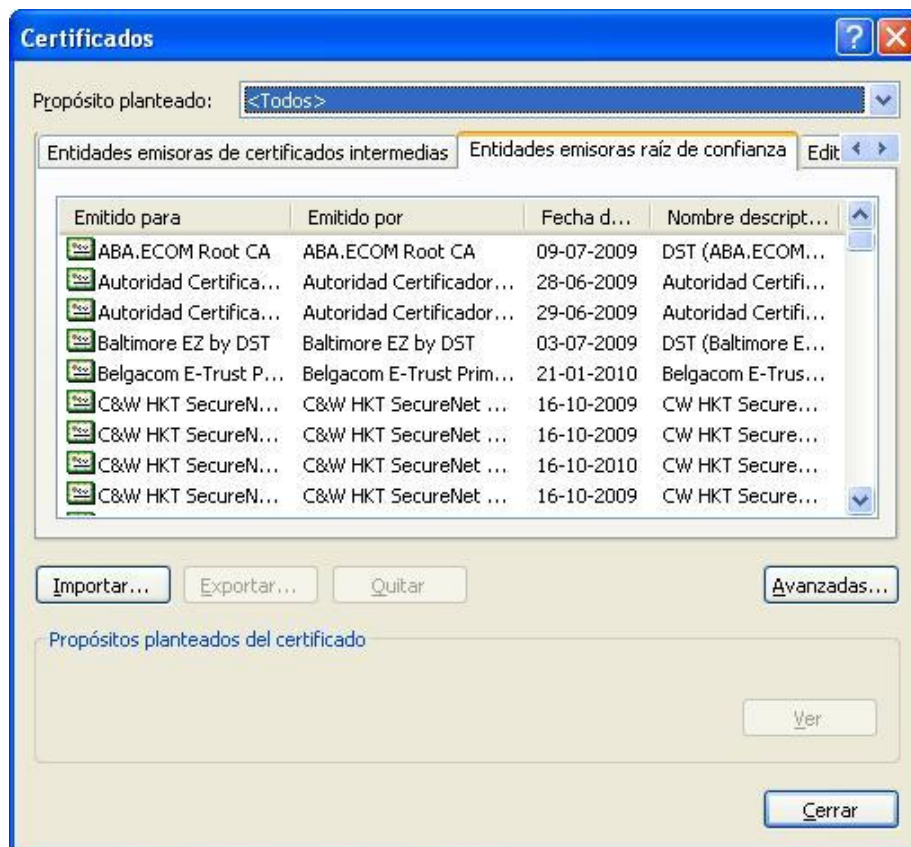 Certificados
Propósito planteado: <Todos>
Entidades emisoras de certificados intermedias Entidades emisoras raíz de confianza Edit
Emitido para Emitido por Fecha d... Nombre descript...
ABA.ECOM Root CA ABA.ECOM Root CA 09-07-2009 DST (ABA.ECOM...
Autoridad Certifica... Autoridad Certificador... 28-06-2009 Autoridad Certifi...
Autoridad Certifica... Autoridad Certificador... 29-06-2009 Autoridad Certifi...
Baltimore EZ by DST Baltimore EZ by DST 03-07-2009 DST (Baltimore E...
Belgacom E-Trust P... Belgacom E-Trust Prim... 21-01-2010 Belgacom E-Trus...
C&W HKT SecureN... C&W HKT SecureNet ... 16-10-2009 CW HKT Secure...
C&W HKT SecureN... C&W HKT SecureNet ... 16-10-2009 CW HKT Secure...
C&W HKT SecureN... C&W HKT SecureNet ... 16-10-2010 CW HKT Secure...
C&W HKT SecureN... C&W HKT SecureNet ... 16-10-2009 CW HKT Secure...
Importar... Exportar... Quitar Avanzadas...
Propósitos planteados del certificado
Ver
Cerrar